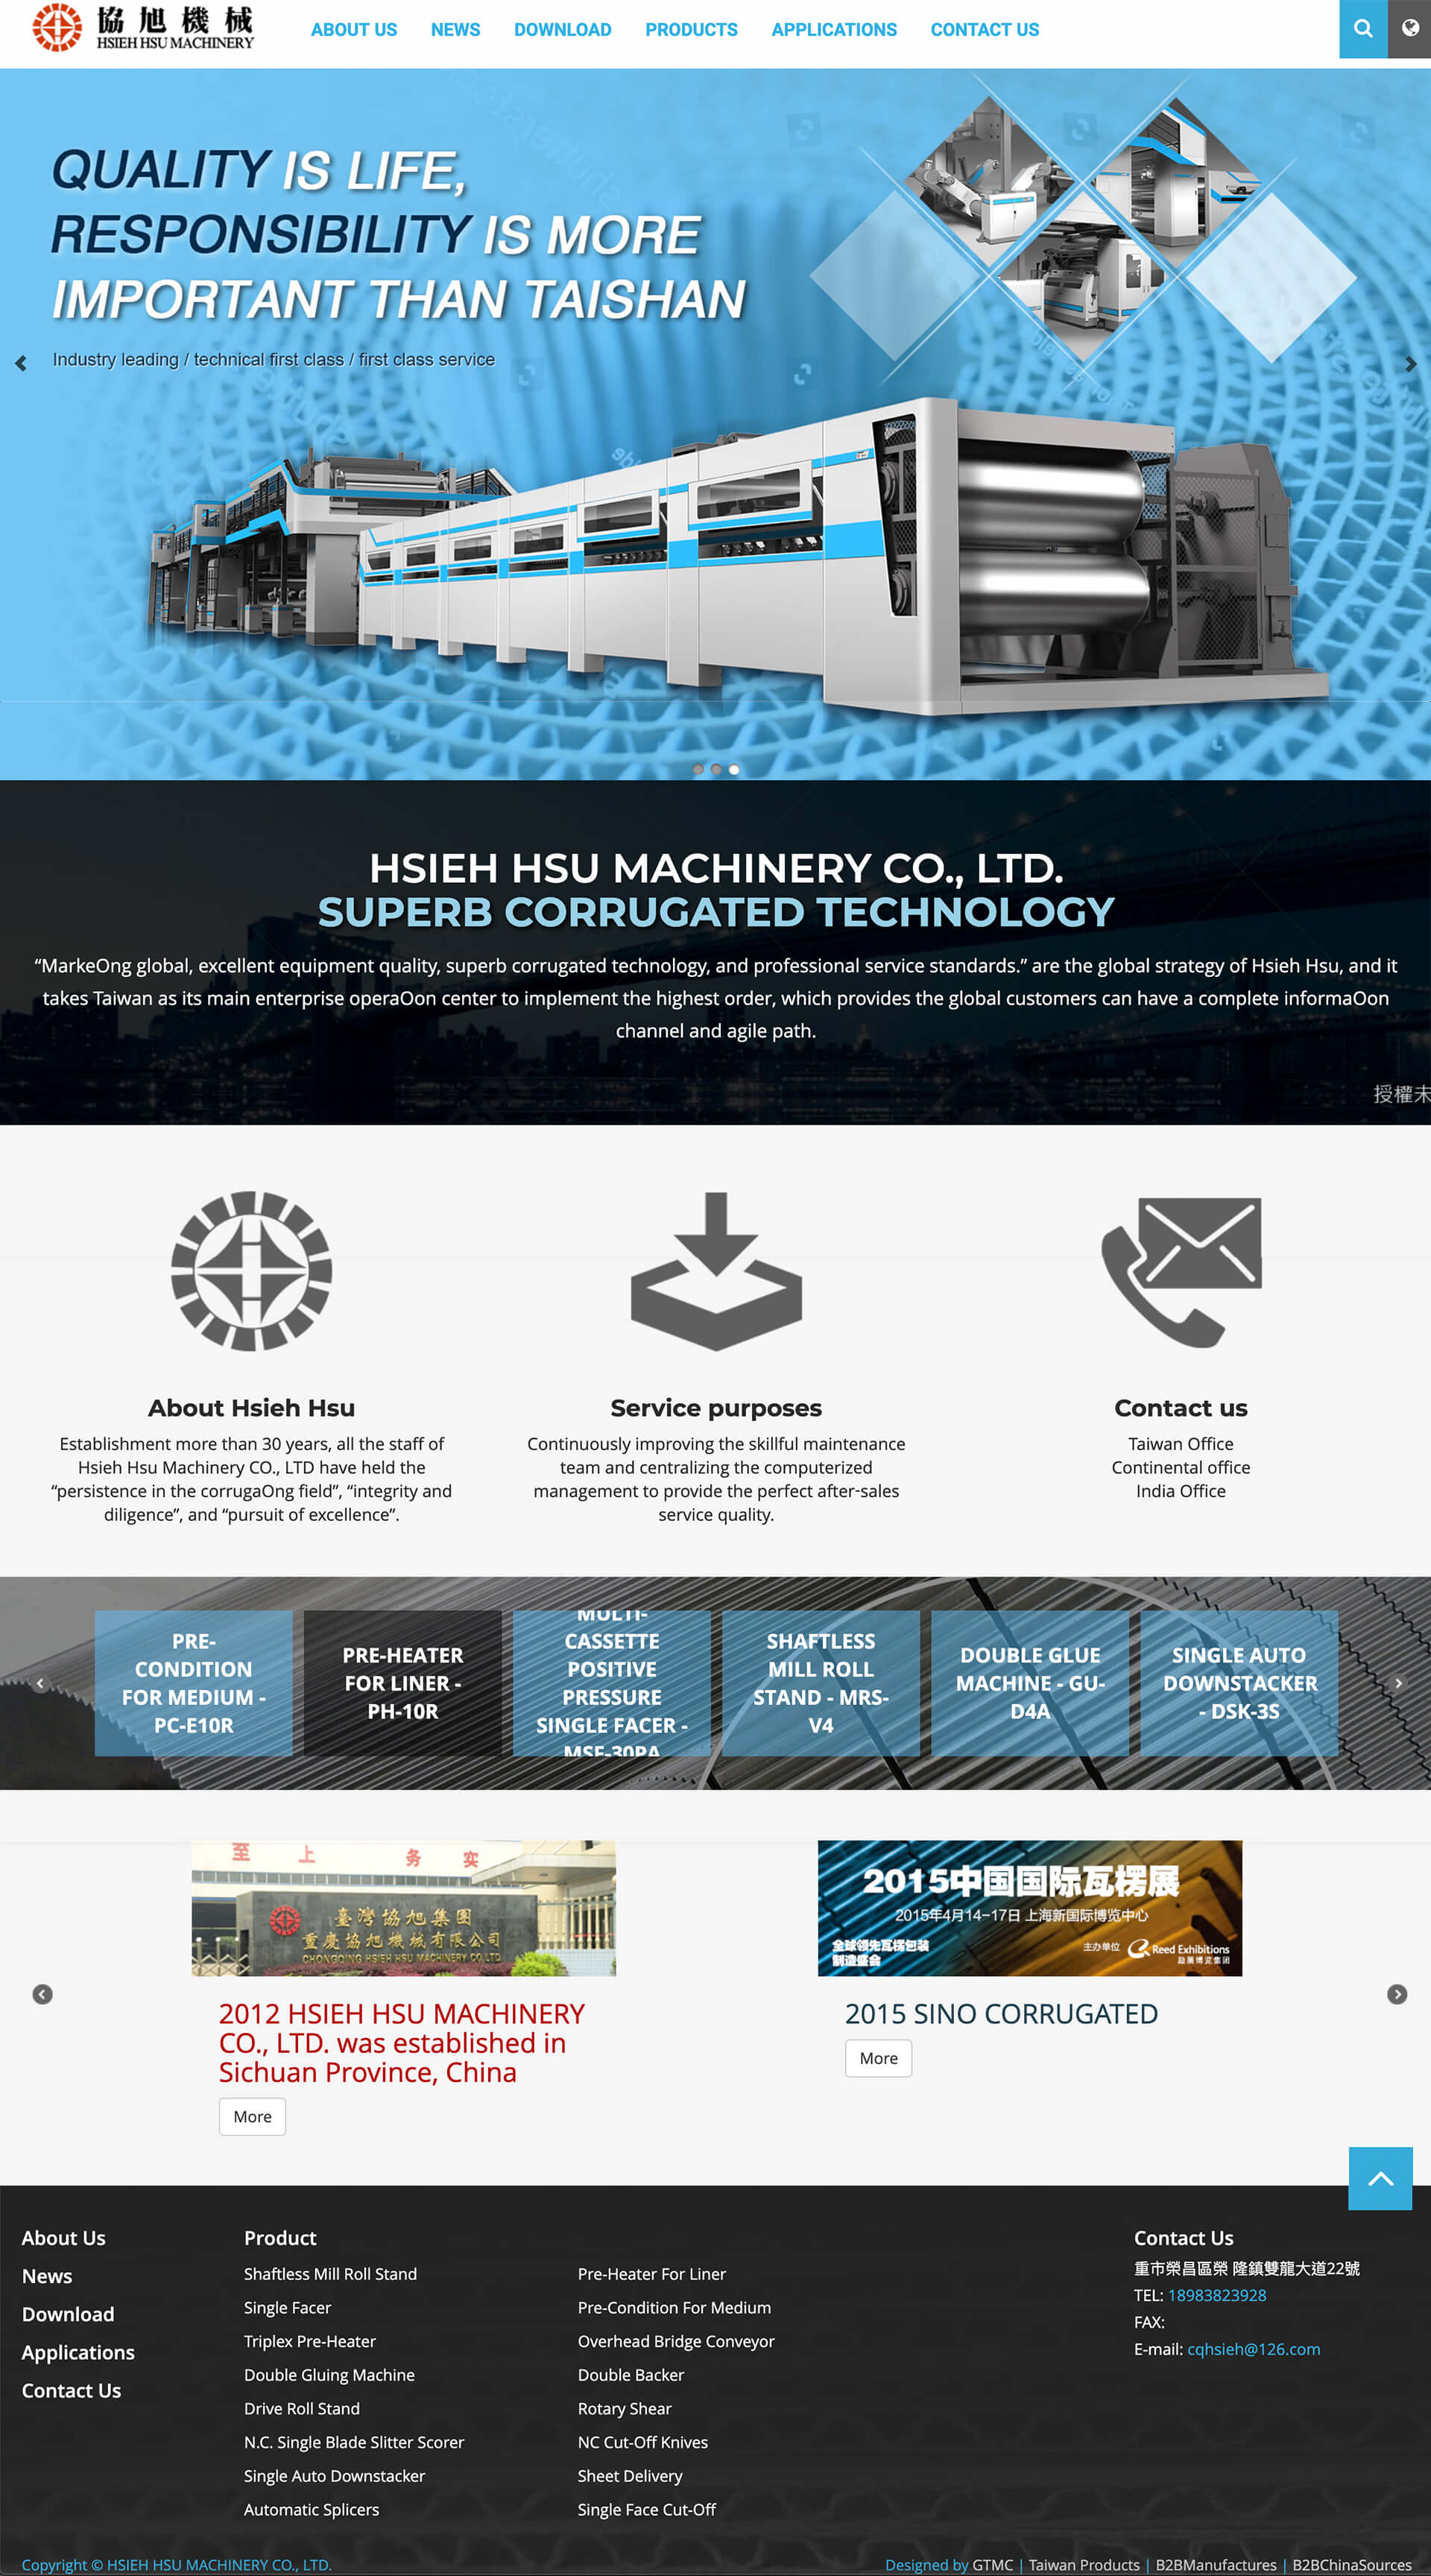 協旭機械
HSIEH HSU MACHINERY
ABOUT US
NEWS
DOWNLOAD
PRODUCTS
APPLICATIONS
CONTACT US
QUALITY IS LIFE,
RESPONSIBILITY IS MORE
IMPORTANT THAN TAISHAN
Industry leading / technical first class / first class service
HSIEH HSU MACHINERY CO., LTD.
SUPERB CORRUGATED TECHNOLOGY
“MarkeOng global, excellent equipment quality, superb corrugated technology, and professional service standards.” are the global strategy of Hsieh Hsu, and it
takes Taiwan as its main enterprise operaOon center to implement the highest order, which provides the global customers can have a complete informaOon
channel and agile path.
授權未
About Hsieh Hsu
Establishment more than 30 years, all the staff of
Hsieh Hsu Machinery CO., LTD have held the
“persistence in the corrugaOng field”, “integrity and
diligence”, and “pursuit of excellence”.
Service purposes
Continuously improving the skillful maintenance
team and centralizing the computerized
management to provide the perfect after-sales
service quality.
Contact us
Taiwan Office
Continental office
India Office
PRE-
CONDITION
FOR MEDIUM -
PC-E10R
PRE-HEATER
FOR LINER -
PH-10R
MULTI-
CASSETTE
POSITIVE
PRESSURE
SINGLE FACER -
MSF-30PA
SHAFTLESS
MILL ROLL
STAND - MRS-
V4
DOUBLE GLUE
MACHINE - GU-
D4A
SINGLE AUTO
DOWNSTACKER
- DSK-3S
至上 务实
臺灣協旭集團
重慶協旭機械有限公司
CHONGQING HSIEH HSU MACHINERY CO.LTD.
2012 HSIEH HSU MACHINERY
CO., LTD. was established in
Sichuan Province, China
More
2015中国国际瓦楞展
2015年4月14-17日 上海新国际博览中心
全球领先瓦楞包装
制造盛会
主办单位
Reed Exhibitions
励展博览集团
2015 SINO CORRUGATED
More
About Us
News
Download
Applications
Contact Us
Product
Shaftless Mill Roll Stand
Single Facer
Triplex Pre-Heater
Double Gluing Machine
Drive Roll Stand
N.C. Single Blade Slitter Scorer
Single Auto Downstacker
Automatic Splicers
Pre-Heater For Liner
Pre-Condition For Medium
Overhead Bridge Conveyor
Double Backer
Rotary Shear
NC Cut-Off Knives
Sheet Delivery
Single Face Cut-Off
Contact Us
重市榮昌區榮 隆鎮雙龍大道22號
TEL: 18983823928
FAX:
E-mail: cqhsieh@126.com
Copyright © HSIEH HSU MACHINERY CO., LTD.
Designed by GTMC | Taiwan Products | B2BManufactures | B2BChinaSources